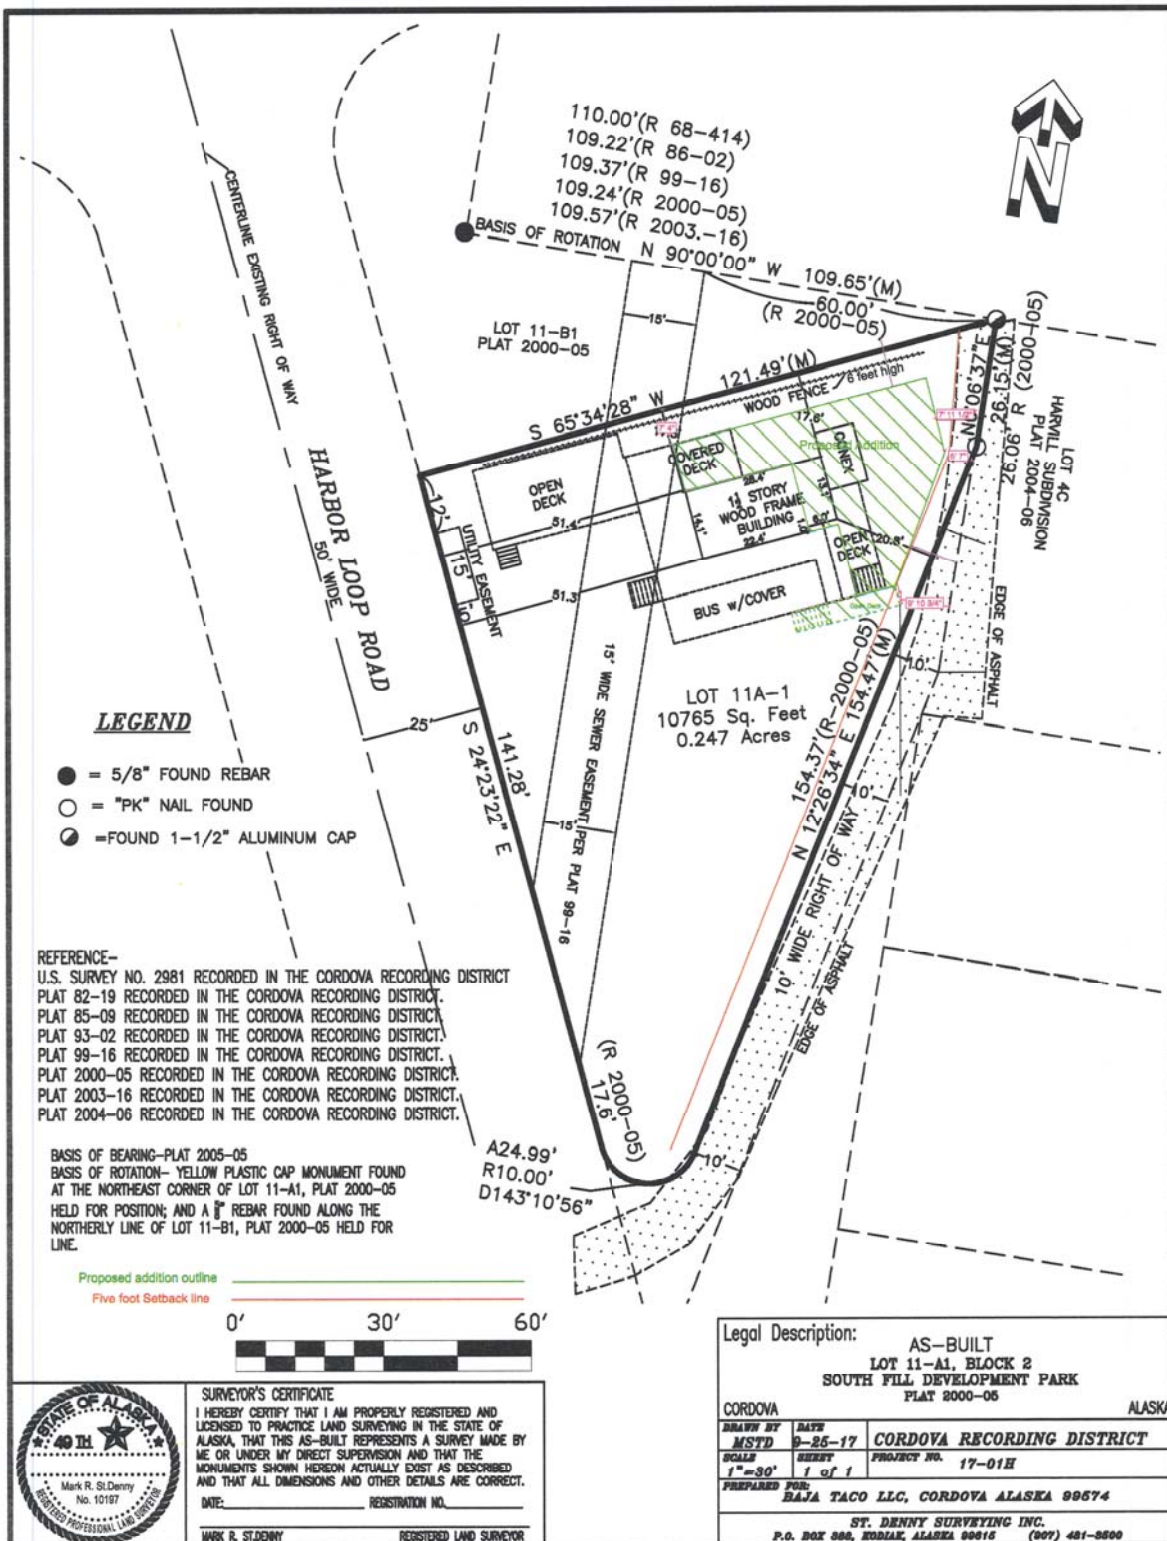 110.00'(R 68-414)
109.22'(R 86-02)
109.37'(R 99-16)
109.24'(R 2000-05)
109.57'(R 2003.-16)
BASIS OF ROTATION N 90°00'00" W 109.65'(M)
60.00'
(R 2000-05)
N
CENTERLINE EXISTING RIGHT OF WAY
LOT 11-B1
PLAT 2000-05
15'
121.49'(M)
S 65°34'28" W
WOOD FENCE
6 feet high
26.15'(M)
26.09' R (2000-05)
LOT 4C
HARVILL SUBDIVISION
PLAT 2004-06
7' 4"
17.6'
7' 11 1/2"
Proposed Addition
COVERED
DECK
CONEX
OPEN
DECK
26.4'
13.1'
1½ STORY
WOOD FRAME
BUILDING
14.1'
22.4'
6.0'
OPEN
DECK
20.8'
51.4'
51.3'
12'
15'
UTILITY EASEMENT
BUS w/COVER
9' 10 3/4"
HARBOR LOOP ROAD
50' WIDE
EDGE OF ASPHALT
15' WIDE SEWER EASEMENT PER PLAT 99-16
LOT 11A-1
10765 Sq. Feet
0.247 Acres
154.37'(R-2000-05)
N 12°26'34" E 154.47'(M)
10'
10'
25'
141.28'
S 24°23'22" E
15'
10' WIDE RIGHT OF WAY
EDGE OF ASPHALT
LEGEND
= 5/8" FOUND REBAR
= "PK" NAIL FOUND
=FOUND 1-1/2" ALUMINUM CAP
REFERENCE-
U.S. SURVEY NO. 2981 RECORDED IN THE CORDOVA RECORDING DISTRICT
PLAT 82-19 RECORDED IN THE CORDOVA RECORDING DISTRICT.
PLAT 85-09 RECORDED IN THE CORDOVA RECORDING DISTRICT.
PLAT 93-02 RECORDED IN THE CORDOVA RECORDING DISTRICT.
PLAT 99-16 RECORDED IN THE CORDOVA RECORDING DISTRICT.
PLAT 2000-05 RECORDED IN THE CORDOVA RECORDING DISTRICT.
PLAT 2003-16 RECORDED IN THE CORDOVA RECORDING DISTRICT.
PLAT 2004-06 RECORDED IN THE CORDOVA RECORDING DISTRICT.
(R 2000-05)
17.6'
A24.99'
R10.00'
D143°10'56"
10'
BASIS OF BEARING-PLAT 2005-05
BASIS OF ROTATION- YELLOW PLASTIC CAP MONUMENT FOUND
AT THE NORTHEAST CORNER OF LOT 11-A1, PLAT 2000-05
HELD FOR POSITION; AND A REBAR FOUND ALONG THE
NORTHERLY LINE OF LOT 11-B1, PLAT 2000-05 HELD FOR
LINE.
Proposed addition outline
Five foot Setback line
0' 30' 60'
STATE OF ALASKA
49 TH
Mark R. St.Denny
No. 10197
REGISTERED PROFESSIONAL LAND SURVEYOR
SURVEYOR'S CERTIFICATE
I HEREBY CERTIFY THAT I AM PROPERLY REGISTERED AND
LICENSED TO PRACTICE LAND SURVEYING IN THE STATE OF
ALASKA, THAT THIS AS-BUILT REPRESENTS A SURVEY MADE BY
ME OR UNDER MY DIRECT SUPERVISION AND THAT THE
MONUMENTS SHOWN HEREON ACTUALLY EXIST AS DESCRIBED
AND THAT ALL DIMENSIONS AND OTHER DETAILS ARE CORRECT.
DATE: REGISTRATION NO.
MARK R. ST.DENNY REGISTERED LAND SURVEYOR
Legal Description:
AS-BUILT
LOT 11-A1, BLOCK 2
SOUTH FILL DEVELOPMENT PARK
PLAT 2000-05
CORDOVA ALASKA
DRAWN BY MSTD
DATE 9-25-17
CORDOVA RECORDING DISTRICT
SCALE 1"=30'
SHEET 1 of 1
PROJECT NO. 17-01H
PREPARED FOR:
BAJA TACO LLC, CORDOVA ALASKA 99574
ST. DENNY SURVEYING INC.
P.O. BOX 388, KODIAK, ALASKA 99615 (907) 481-3500